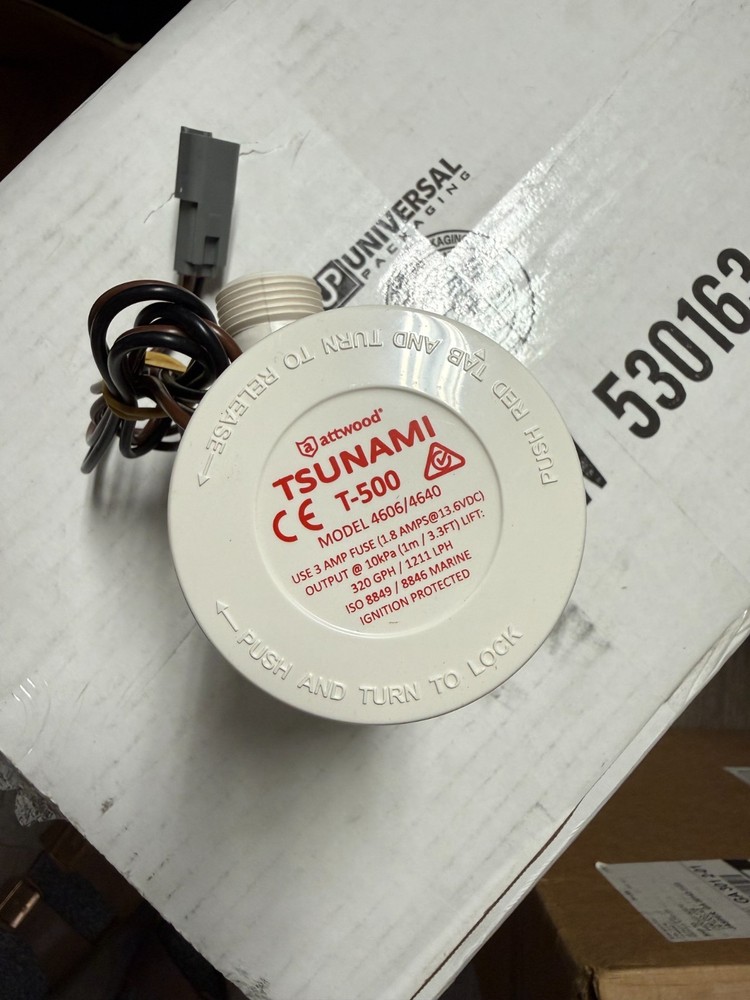 UP UNIVERSAL
PACKAGING
530163
PUSH RED TAB AND TURN TO RELEASE →
attwood®
TSUNAMI
CE T-500
MODEL 4606/4640
USE 3 AMP FUSE (1.8 AMPS@13.6VDC)
OUTPUT @ 10kPa (1m / 3.3FT) LIFT:
320 GPH / 1211 LPH
ISO 8849 / 8846 MARINE
IGNITION PROTECTED
← PUSH AND TURN TO LOCK